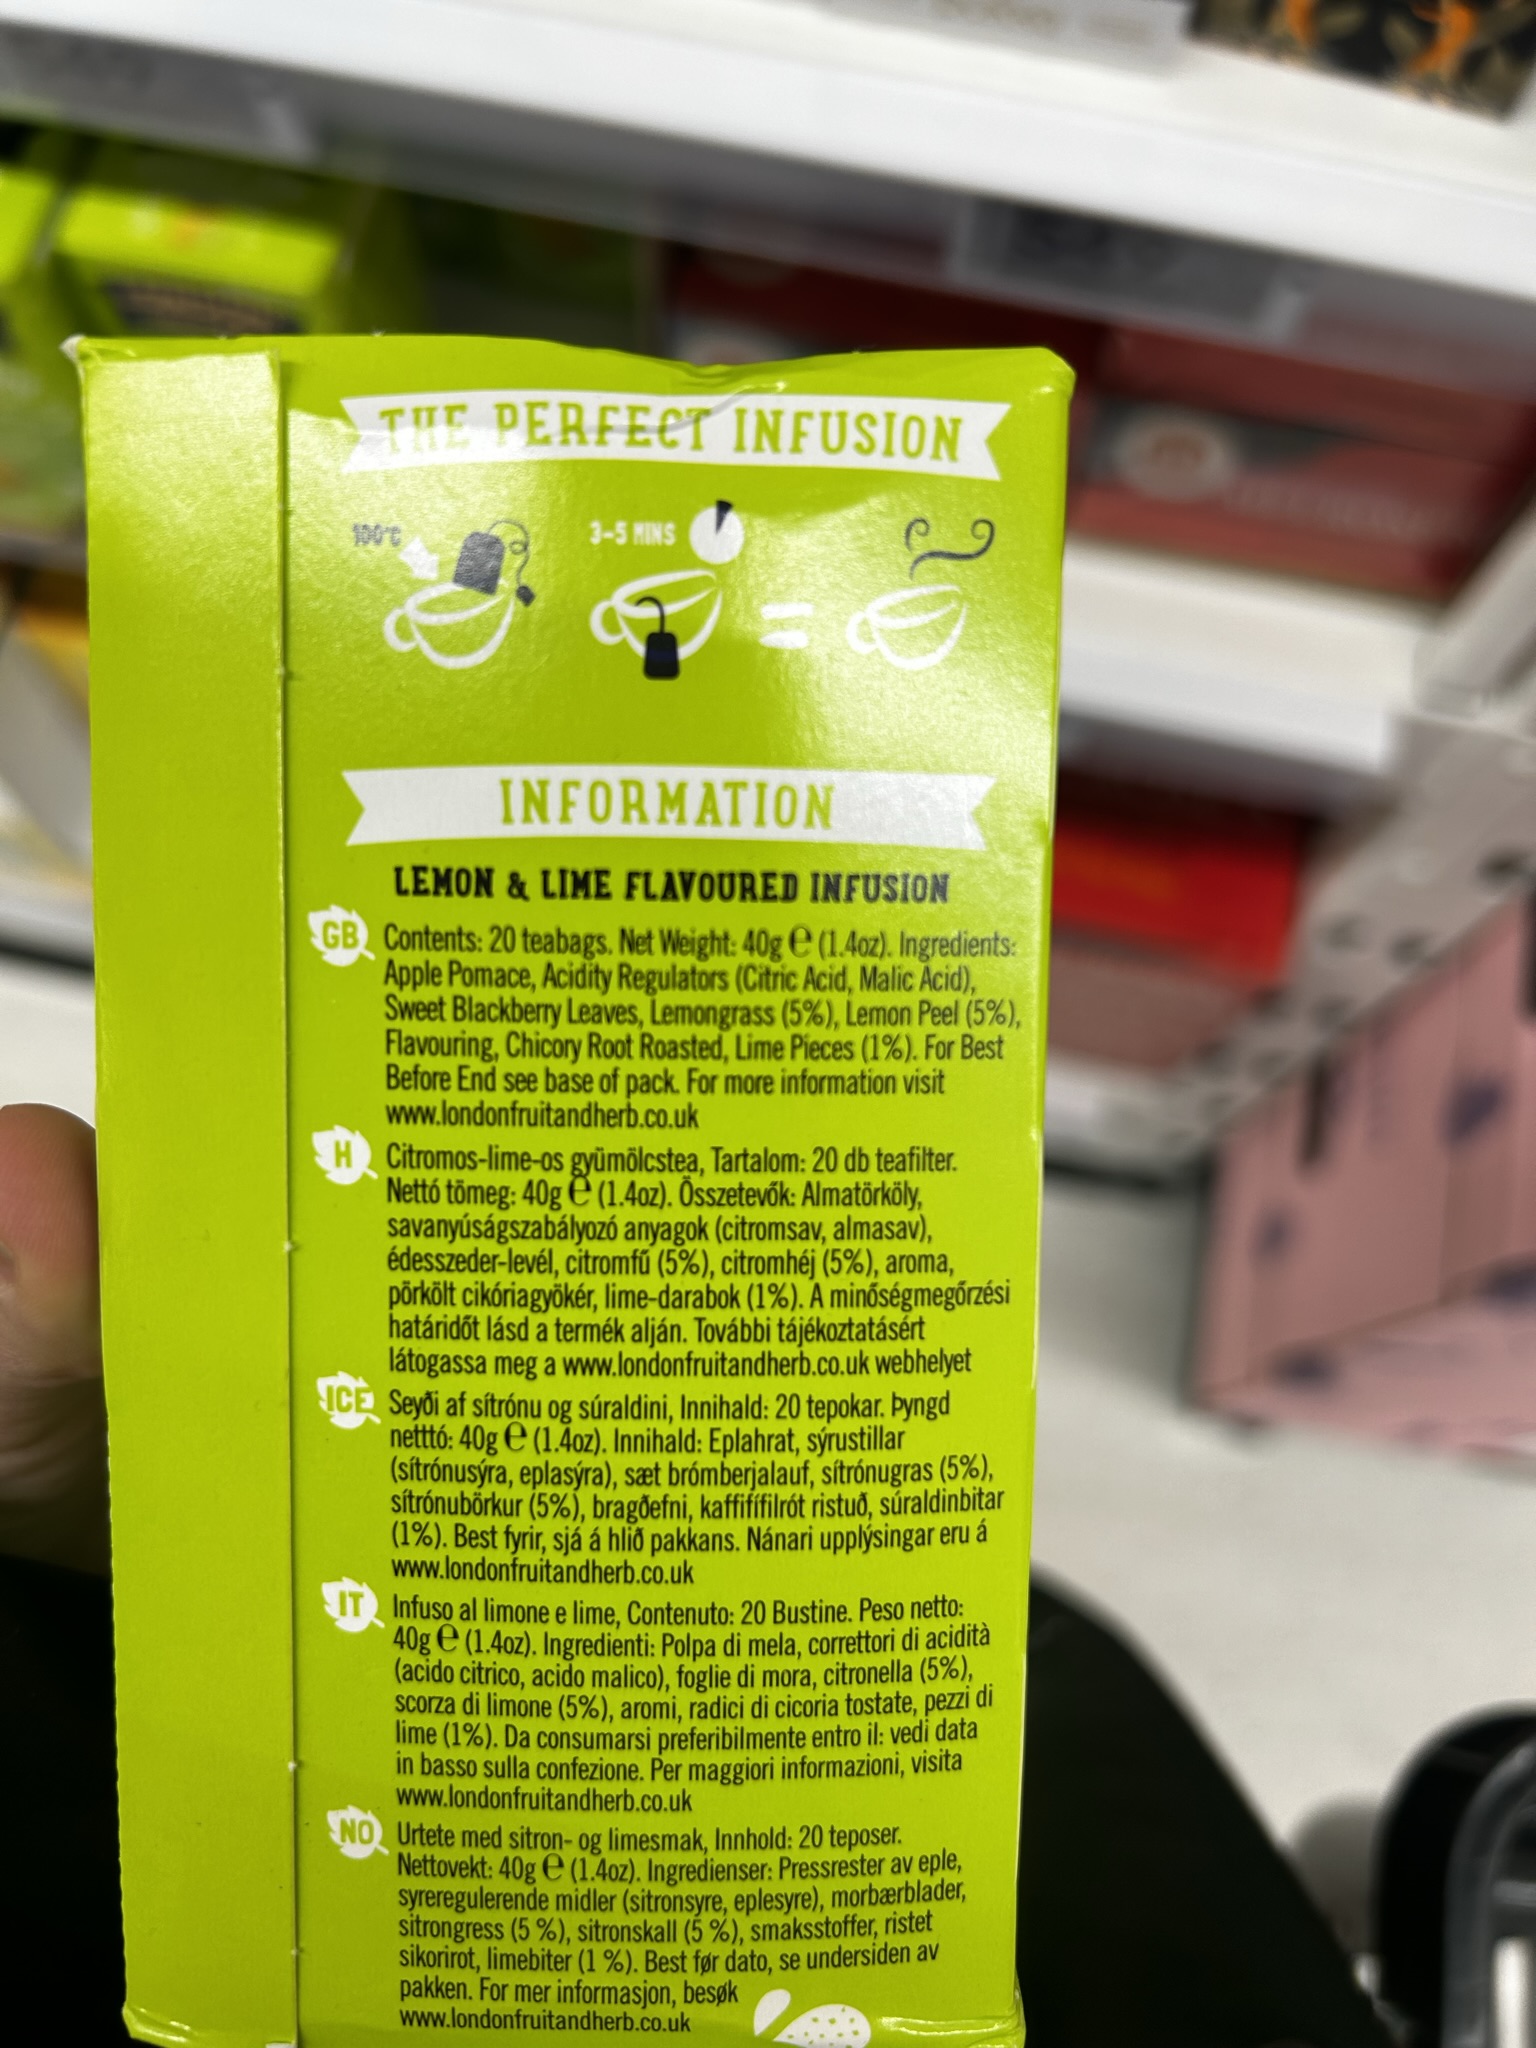 THE PERFECT INFUSION
100°C
3-5 MINS
INFORMATION
LEMON & LIME FLAVOURED INFUSION
GB Contents: 20 teabags. Net Weight: 40g ℮ (1.4oz). Ingredients:
Apple Pomace, Acidity Regulators (Citric Acid, Malic Acid),
Sweet Blackberry Leaves, Lemongrass (5%), Lemon Peel (5%),
Flavouring, Chicory Root Roasted, Lime Pieces (1%). For Best
Before End see base of pack. For more information visit
www.londonfruitandherb.co.uk
H Citromos-lime-os gyümölcstea, Tartalom: 20 db teafilter.
Nettó tömeg: 40g ℮ (1.4oz). Összetevők: Almatörköly,
savanyúságszabályozó anyagok (citromsav, almasav),
édesszeder-levél, citromfű (5%), citromhéj (5%), aroma,
pörkölt cikóriagyökér, lime-darabok (1%). A minőségmegőrzési
határidőt lásd a termék alján. További tájékoztatásért
látogassa meg a www.londonfruitandherb.co.uk webhelyet
ICE Seyði af sítrónu og súraldini, Innihald: 20 tepokar. Þyngd
netttó: 40g ℮ (1.4oz). Innihald: Eplahrat, sýrustillar
(sítrónusýra, eplasýra), sæt brómberjalauf, sítrónugras (5%),
sítrónubörkur (5%), bragðefni, kaffifífilrót ristuð, súraldinbitar
(1%). Best fyrir, sjá á hlið pakkans. Nánari upplýsingar eru á
www.londonfruitandherb.co.uk
IT Infuso al limone e lime, Contenuto: 20 Bustine. Peso netto:
40g ℮ (1.4oz). Ingredienti: Polpa di mela, correttori di acidità
(acido citrico, acido malico), foglie di mora, citronella (5%),
scorza di limone (5%), aromi, radici di cicoria tostate, pezzi di
lime (1%). Da consumarsi preferibilmente entro il: vedi data
in basso sulla confezione. Per maggiori informazioni, visita
www.londonfruitandherb.co.uk
NO Urtete med sitron- og limesmak, Innhold: 20 teposer.
Nettovekt: 40g ℮ (1.4oz). Ingredienser: Pressrester av eple,
syreregulerende midler (sitronsyre, eplesyre), morbærblader,
sitrongress (5 %), sitronskall (5 %), smaksstoffer, ristet
sikorirot, limebiter (1 %). Best før dato, se undersiden av
pakken. For mer informasjon, besøk
www.londonfruitandherb.co.uk